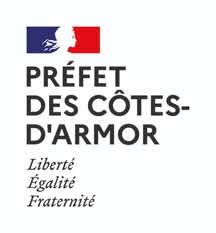 PRÉFET
DES CÔTES-
D'ARMOR
Liberté
Égalité
Fraternité